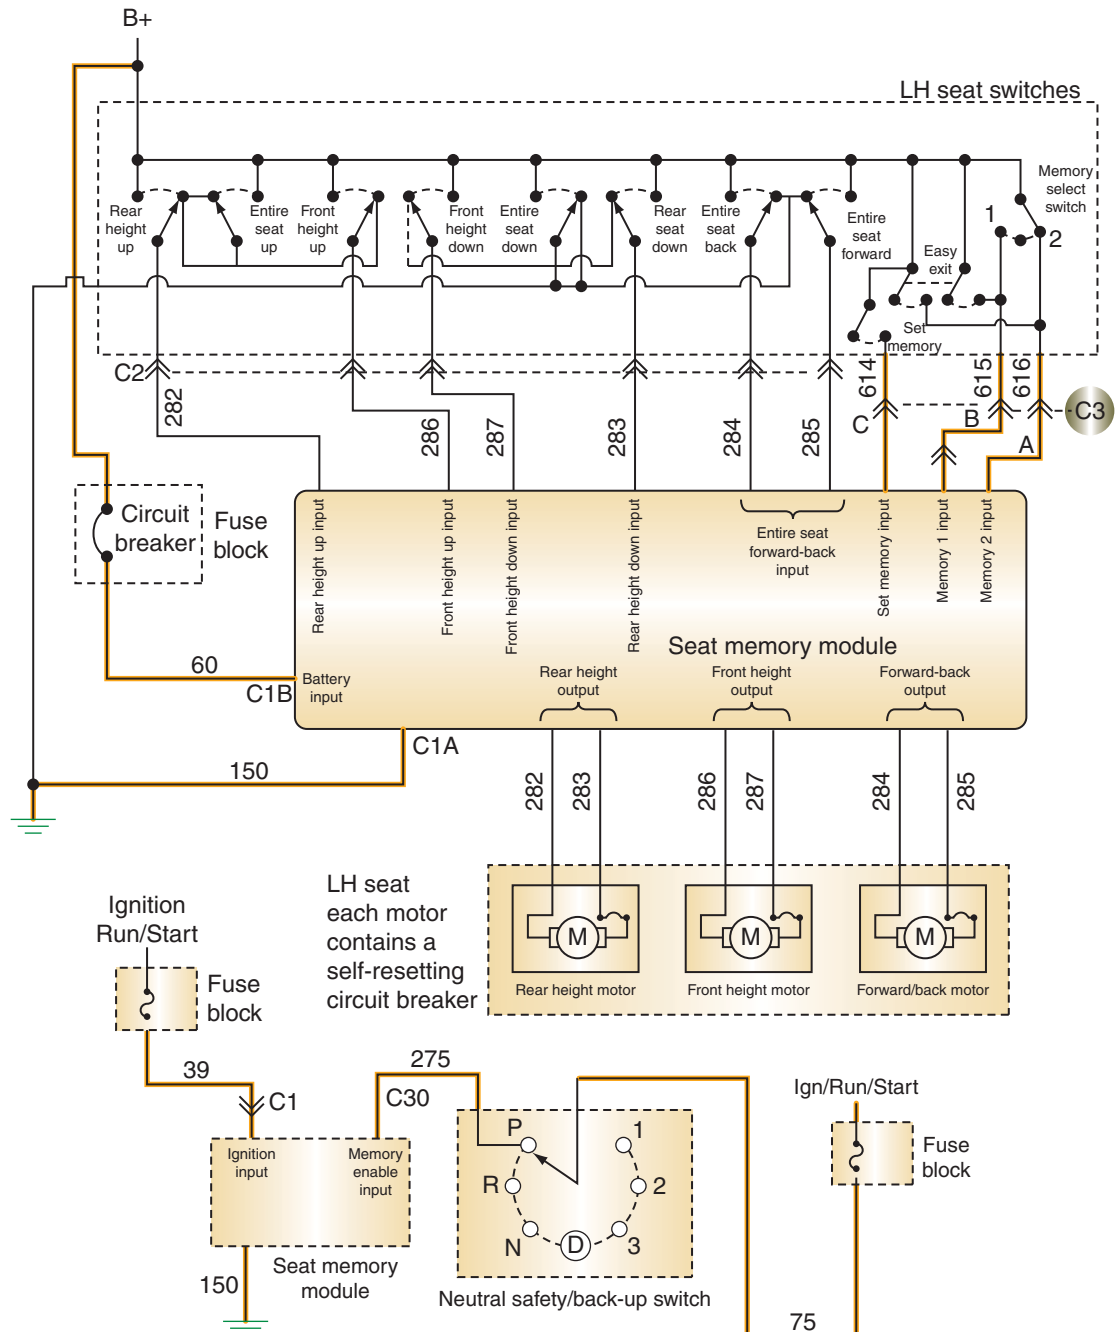 B+
LH seat switches
Rear
height
up
Entire
seat
up
Front
height
up
Front
height
down
Entire
seat
down
Rear
seat
down
Entire
seat
back
Entire
seat
forward
Memory
select
switch
1
2
Easy
exit
Set
memory
C2
282
286
287
283
284
285
614
615
616
C
B
A
C3
Circuit
breaker
Fuse
block
Rear height up input
Front height up input
Front height down input
Rear height down input
Entire seat
forward-back
input
Set memory input
Memory 1 input
Memory 2 input
Seat memory module
60
C1B
Battery
input
Rear height
output
Front height
output
Forward-back
output
C1A
150
282
283
286
287
284
285
LH seat
each motor
contains a
self-resetting
circuit breaker
M
M
M
Rear height motor
Front height motor
Forward/back motor
Ignition
Run/Start
Fuse
block
39
C1
275
C30
Ignition
input
Memory
enable
input
150
Seat memory
module
P
R
N
D
1
2
3
Neutral safety/back-up switch
Ign/Run/Start
Fuse
block
75